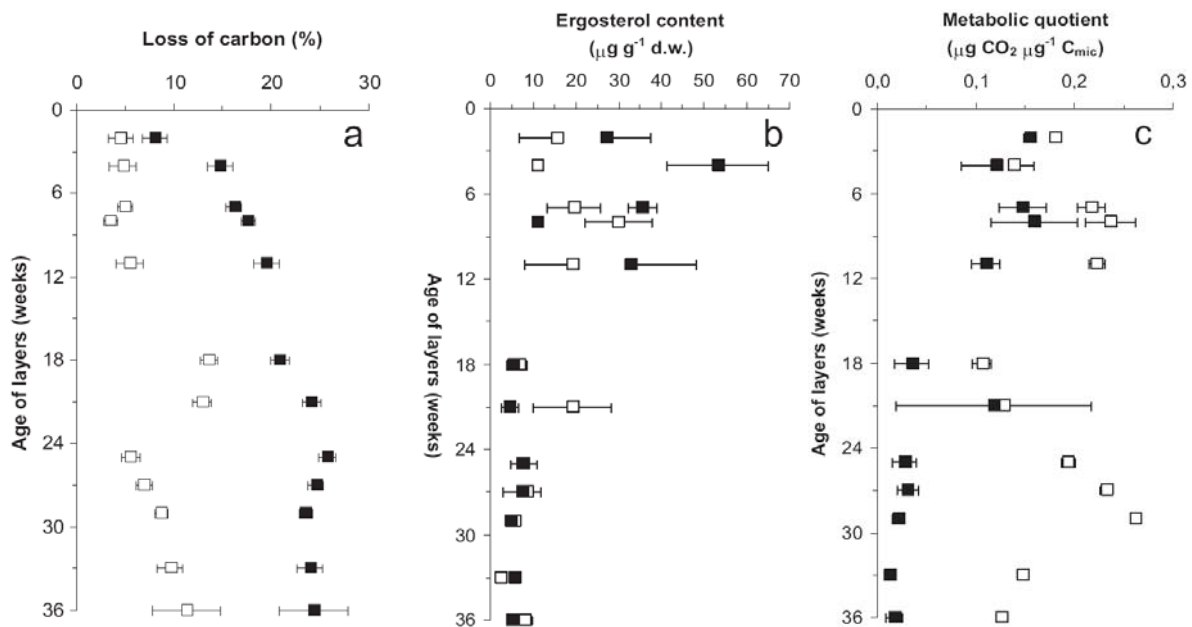 Loss of carbon (%)
0 10 20 30
0
6
12
18
24
30
36
Age of layers (weeks)
a
Ergosterol content
(µg g⁻¹ d.w.)
0 10 20 30 40 50 60 70
0
6
12
18
24
30
36
Age of layers (weeks)
b
Metabolic quotient
(µg CO₂ µg⁻¹ Cmic)
0,0 0,1 0,2 0,3
0
6
12
18
24
30
36
Age of layers (weeks)
c